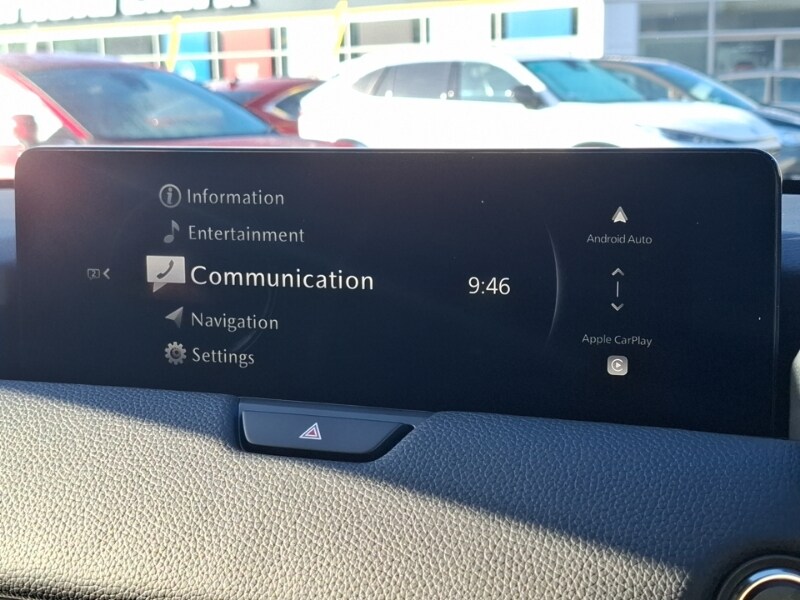 Information
Entertainment
Communication
Navigation
Settings
9:46
Android Auto
Apple CarPlay